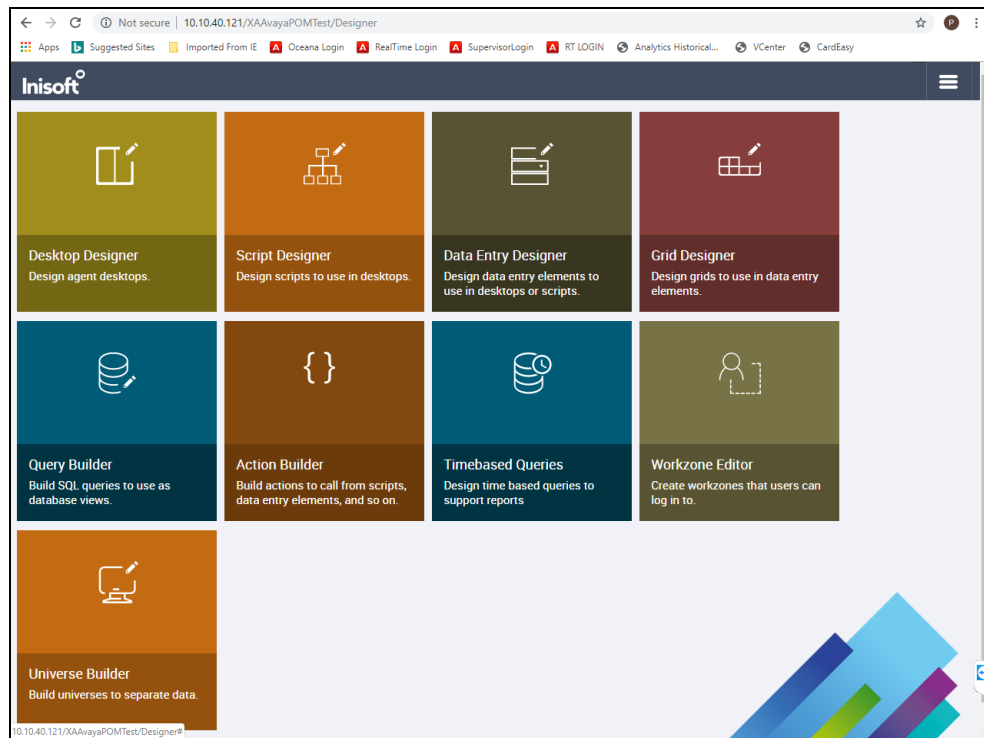 Not secure | 10.10.40.121/XAAvayaPOMTest/Designer
P
Apps Suggested Sites Imported From IE Oceana Login RealTime Login SupervisorLogin RT LOGIN Analytics Historical... VCenter CardEasy
Inisoft
Desktop Designer
Design agent desktops.
Script Designer
Design scripts to use in desktops.
Data Entry Designer
Design data entry elements to
use in desktops or scripts.
Grid Designer
Design grids to use in data entry
elements.
Query Builder
Build SQL queries to use as
database views.
Action Builder
Build actions to call from scripts,
data entry elements, and so on.
Timebased Queries
Design time based queries to
support reports
Workzone Editor
Create workzones that users can
log in to.
Universe Builder
Build universes to separate data.
10.10.40.121/XAAvayaPOMTest/Designer#